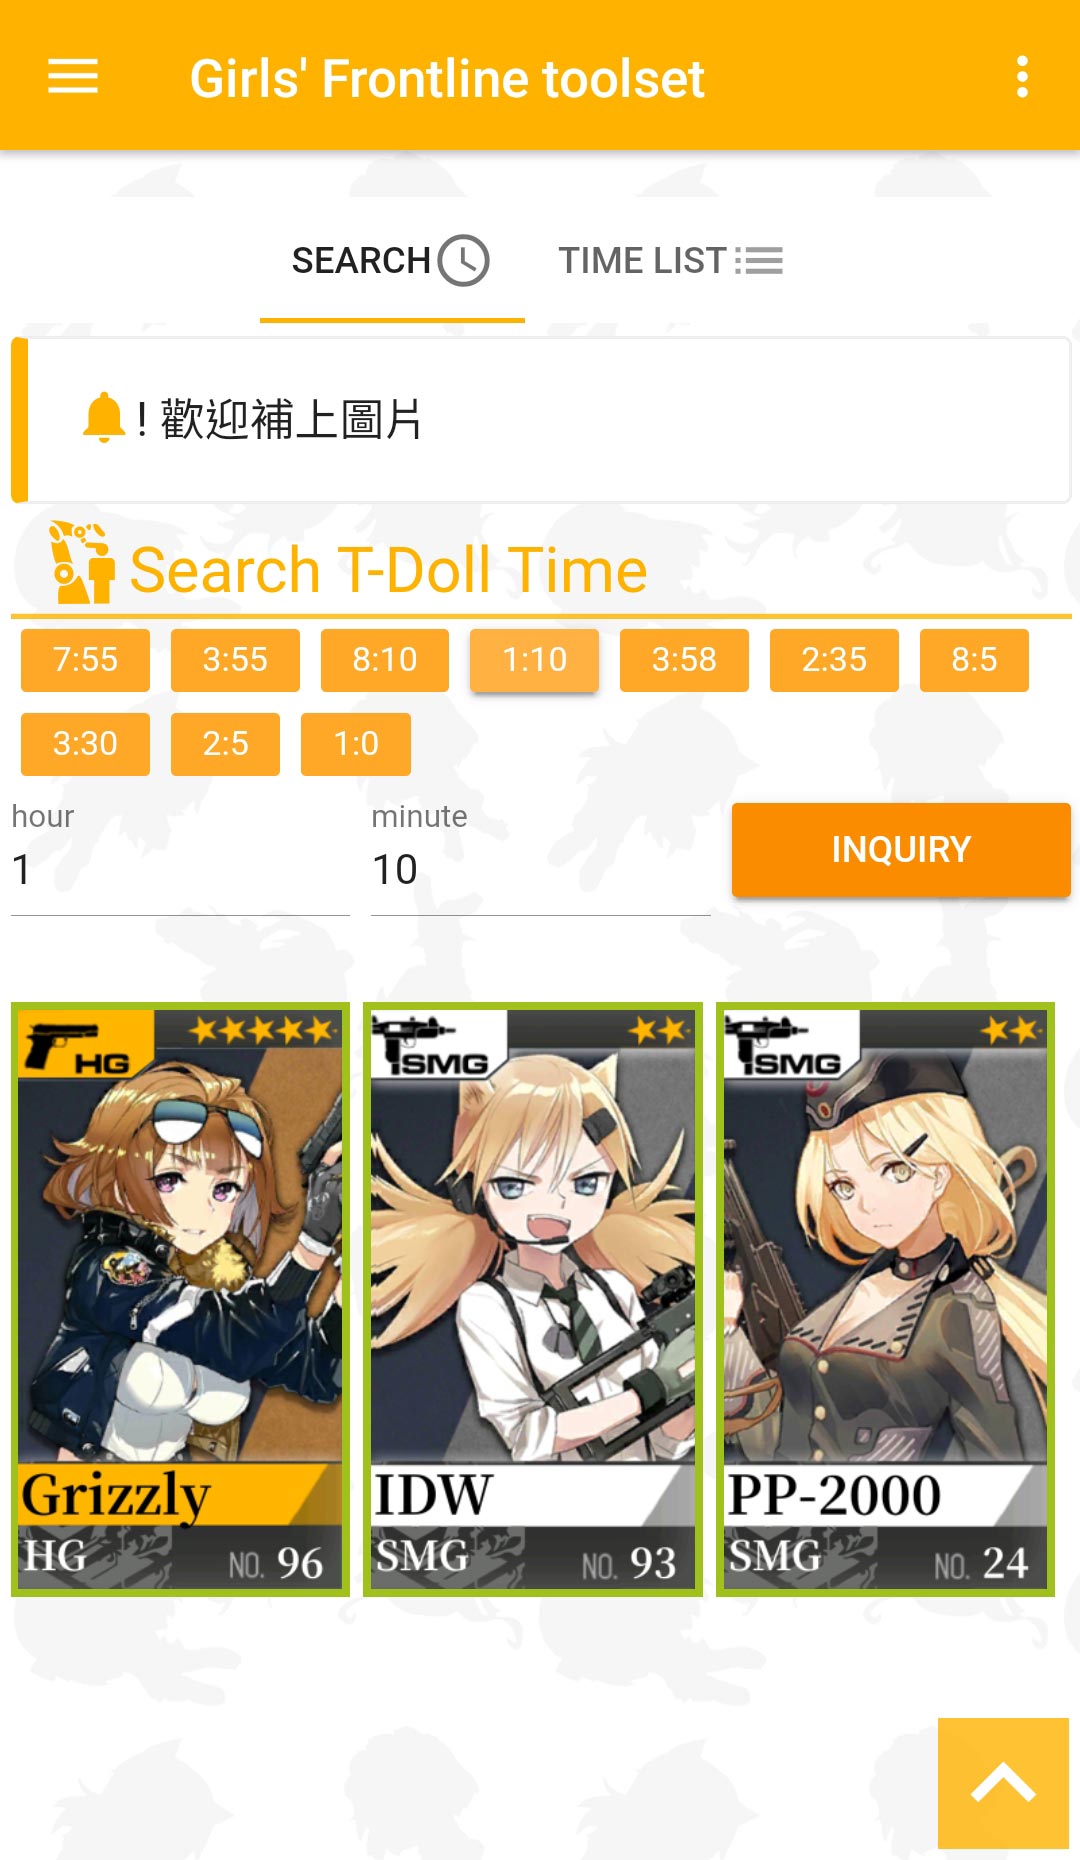 Girls' Frontline toolset
SEARCH TIME LIST
! 歡迎補上圖片
Search T-Doll Time
7:55 3:55 8:10 1:10 3:58 2:35 8:5
3:30 2:5 1:0
hour minute
1 10 INQUIRY
HG SMG SMG
Grizzly IDW PP-2000
HG NO. 96 SMG NO. 93 SMG NO. 24